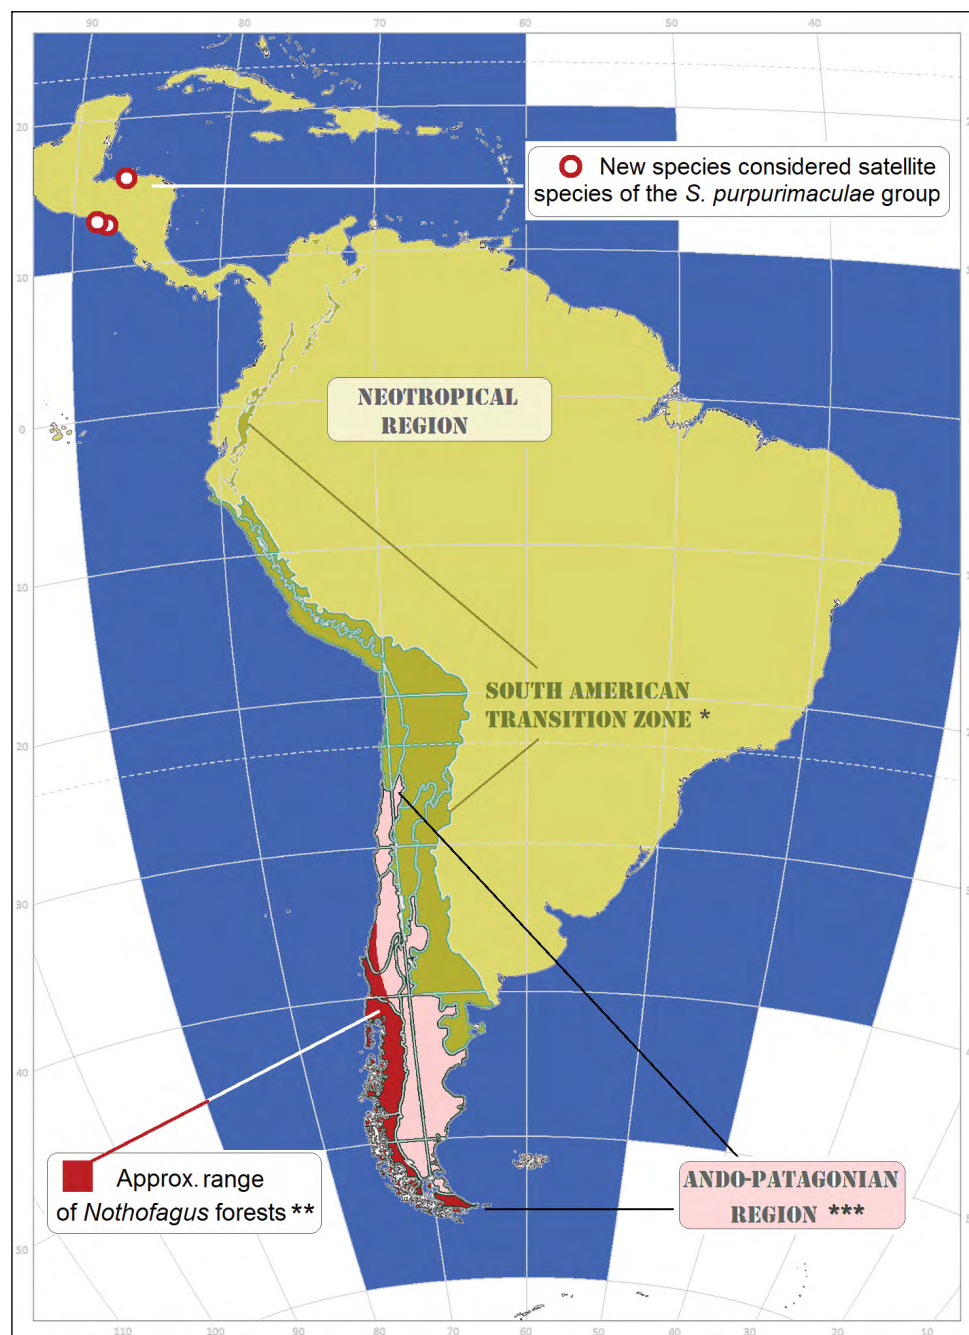 90
80
70
60
50
40
20
New species considered satellite
species of the S. purpurimaculae group
10
NEOTROPICAL
REGION
0
10
SOUTH AMERICAN
TRANSITION ZONE *
20
30
40
Approx. range
of Nothofagus forests **
ANDO-PATAGONIAN
REGION ***
50
110
100
90
80
70
60
50
40
30
20
10